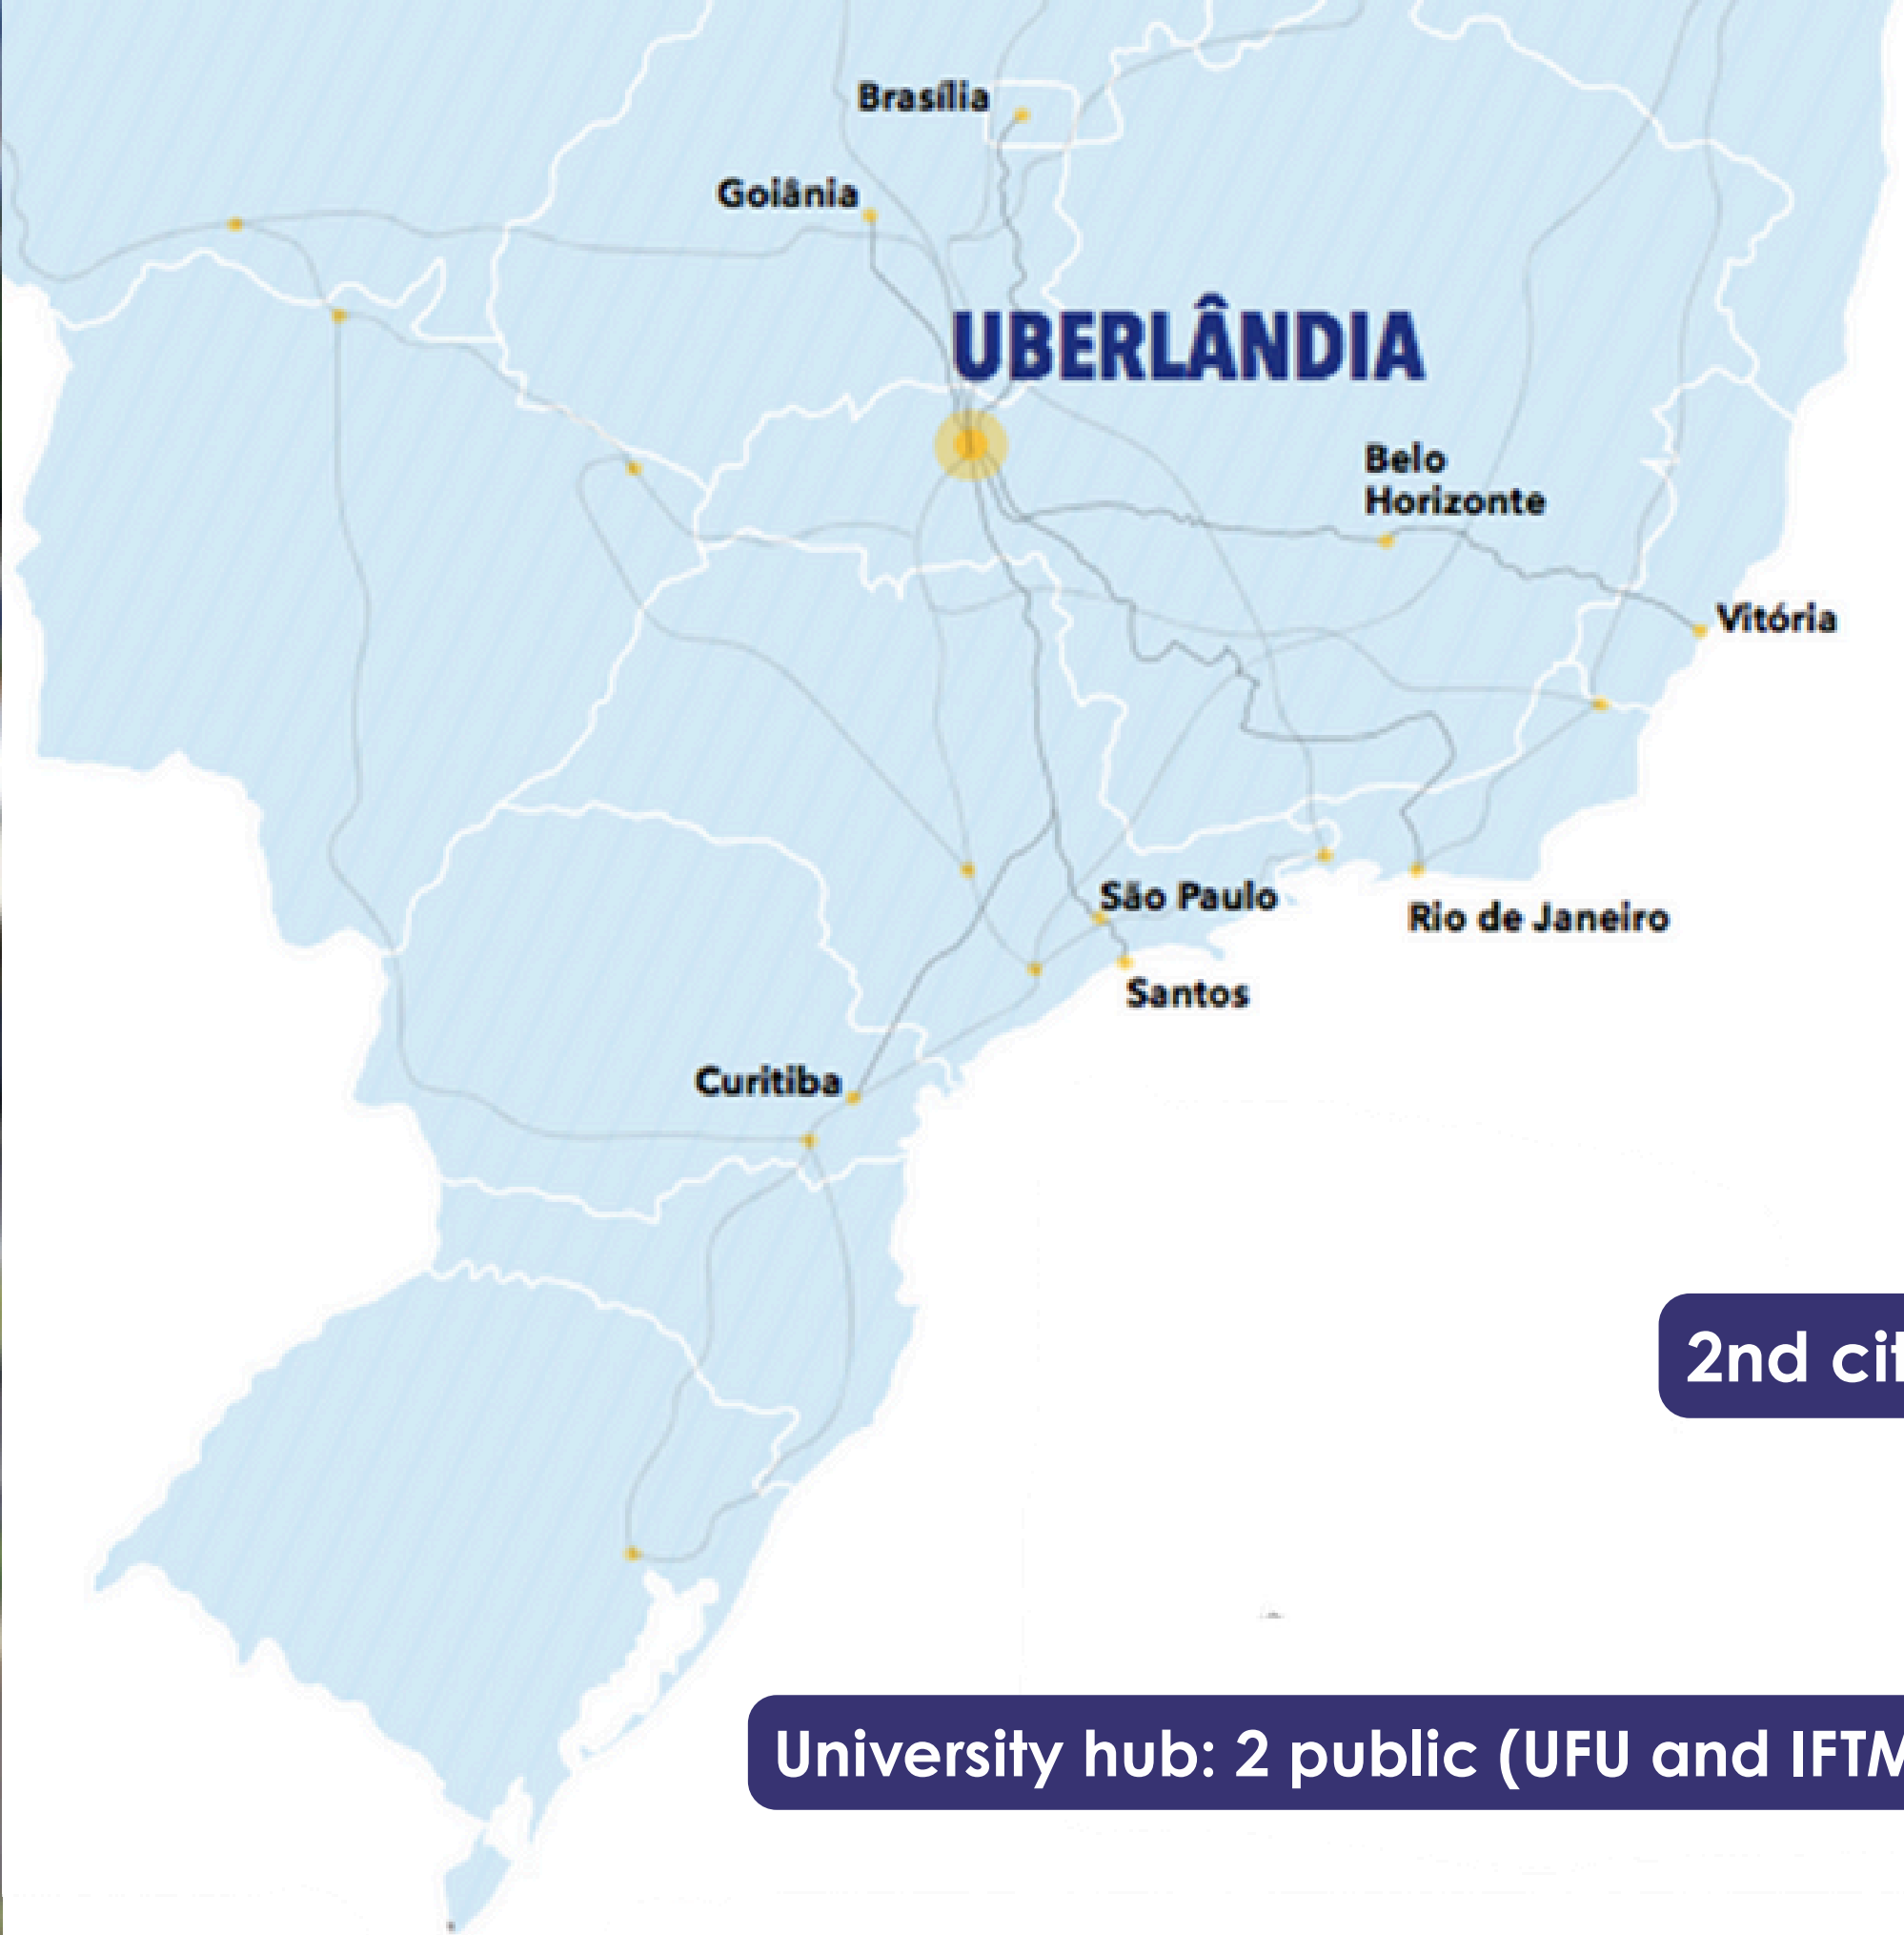 Brasília
Goiânia
UBERLÂNDIA
Belo
Horizonte
Vitória
São Paulo
Rio de Janeiro
Santos
Curitiba
2nd cit
University hub: 2 public (UFU and IFTM